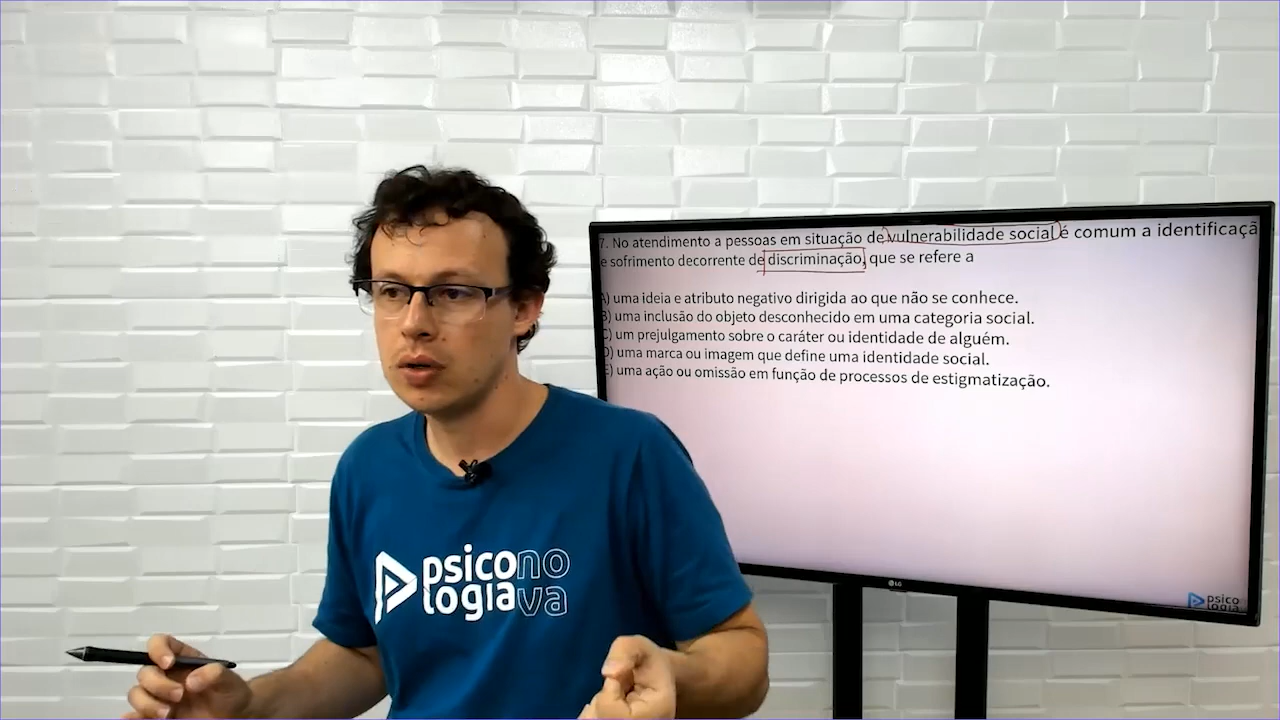 7. No atendimento a pessoas em situação de vulnerabilidade social é comum a identificaçã
e sofrimento decorrente de discriminação, que se refere a
A) uma ideia e atributo negativo dirigida ao que não se conhece.
B) uma inclusão do objeto desconhecido em uma categoria social.
C) um prejulgamento sobre o caráter ou identidade de alguém.
D) uma marca ou imagem que define uma identidade social.
E) uma ação ou omissão em função de processos de estigmatização.
psicono
logiava
LG
psico
logia